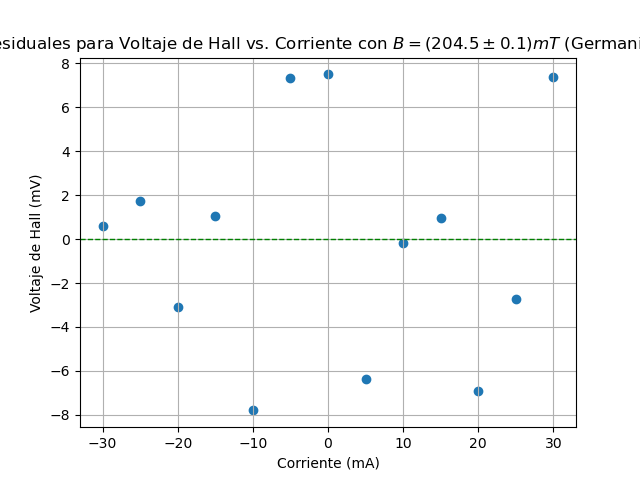 esiduales para Voltaje de Hall vs. Corriente con B = (204.5 ± 0.1)mT (Germani
8
6
4
2
0
−2
−4
−6
−8
Voltaje de Hall (mV)
−30 −20 −10 0 10 20 30
Corriente (mA)